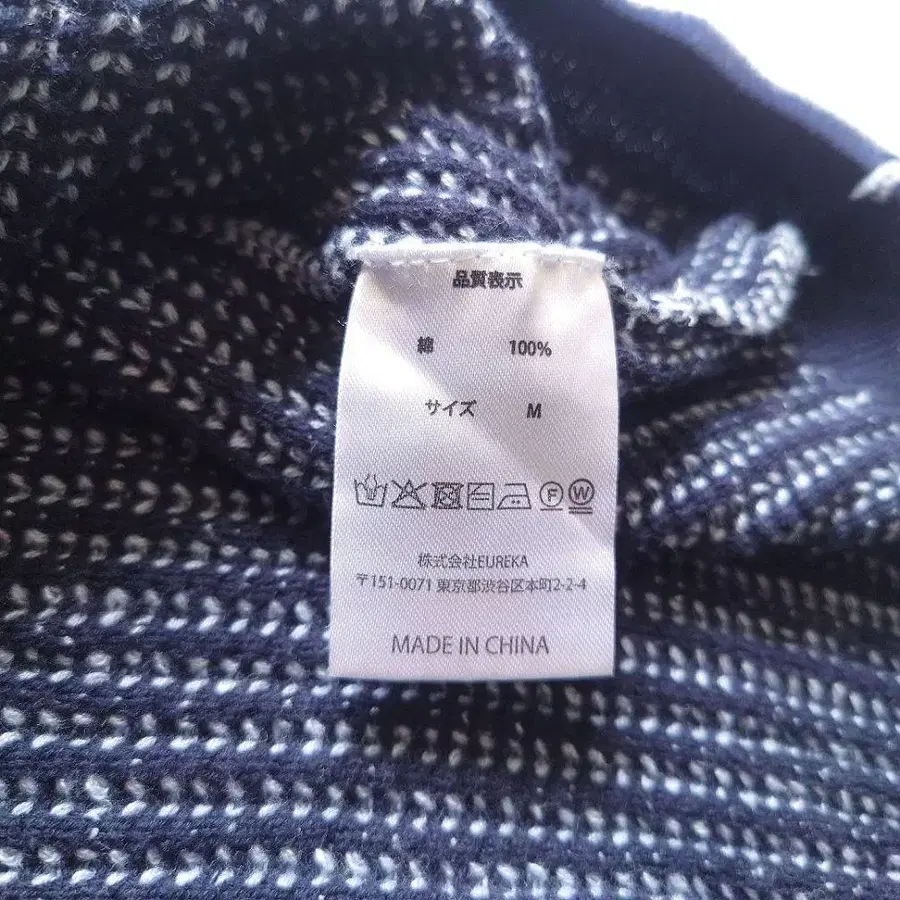 品質表示
綿 100%
サイズ M
F W
株式会社EUREKA
〒151-0071 東京都渋谷区本町2-2-4
MADE IN CHINA